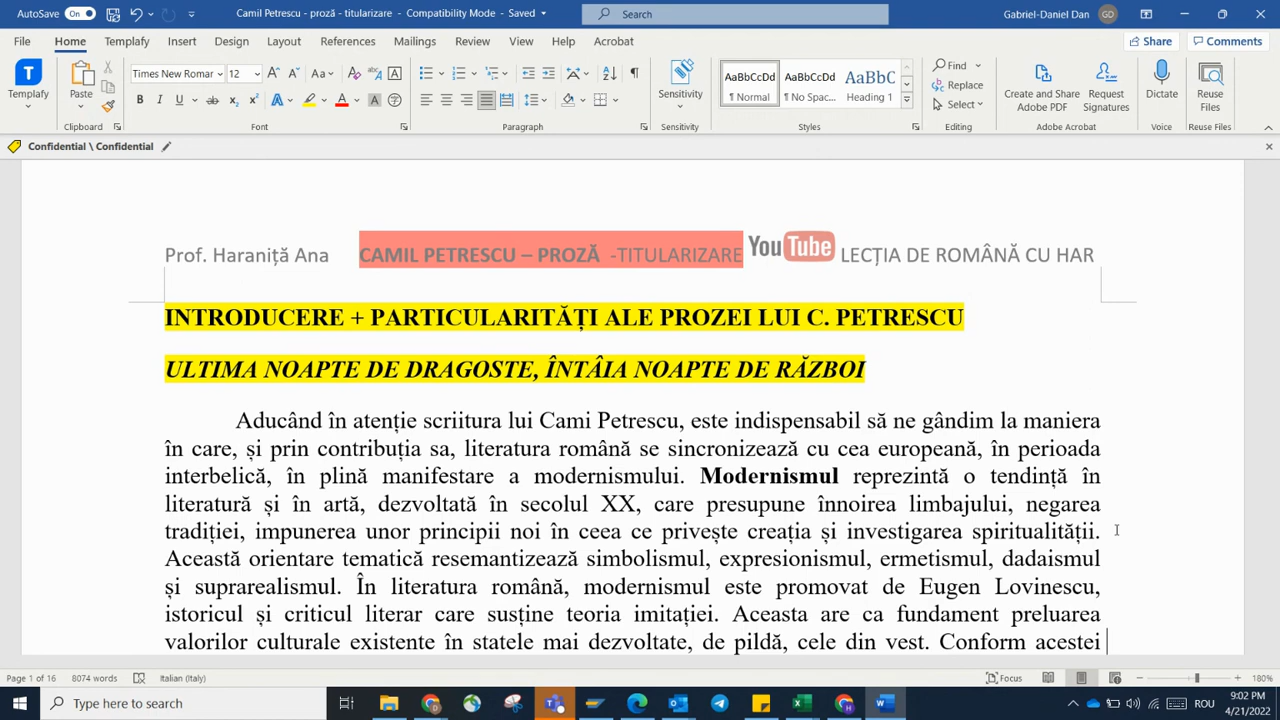 AutoSave On Camil Petrescu - proză - titularizare - Compatibility Mode - Saved Search Gabriel-Daniel Dan GD
File Home Templafy Insert Design Layout References Mailings Review View Help Acrobat Share Comments
Times New Roman 12
Templafy Paste Sensitivity AaBbCcDd ¶ Normal AaBbCcDd ¶ No Spac... AaBbC Heading 1 Find Replace Select Create and Share Adobe PDF Request Signatures Dictate Reuse Files
Clipboard Font Paragraph Sensitivity Styles Editing Adobe Acrobat Voice Reuse Files
Confidential \ Confidential
Prof. Haraniță Ana CAMIL PETRESCU – PROZĂ -TITULARIZARE YouTube LECȚIA DE ROMÂNĂ CU HAR
INTRODUCERE + PARTICULARITĂȚI ALE PROZEI LUI C. PETRESCU
ULTIMA NOAPTE DE DRAGOSTE, ÎNTÂIA NOAPTE DE RĂZBOI
Aducând în atenție scriitura lui Cami Petrescu, este indispensabil să ne gândim la maniera
în care, și prin contribuția sa, literatura română se sincronizează cu cea europeană, în perioada
interbelică, în plină manifestare a modernismului. Modernismul reprezintă o tendință în
literatură și în artă, dezvoltată în secolul XX, care presupune înnoirea limbajului, negarea
tradiției, impunerea unor principii noi în ceea ce privește creația și investigarea spiritualității.
Această orientare tematică resemantizează simbolismul, expresionismul, ermetismul, dadaismul
și suprarealismul. În literatura română, modernismul este promovat de Eugen Lovinescu,
istoricul și criticul literar care susține teoria imitației. Aceasta are ca fundament preluarea
valorilor culturale existente în statele mai dezvoltate, de pildă, cele din vest. Conform acestei
Page 1 of 16 8074 words Italian (Italy) Focus 180%
Type here to search ROU 9:02 PM
4/21/2022